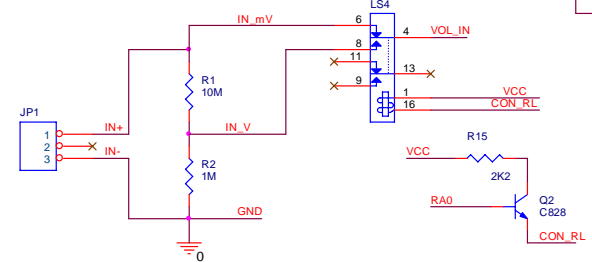 LS4
IN_mV
6
4
VOL_IN
8
11
13
9
R1
10M
VCC
1
16
CON_RL
JP1
1
IN+
2
IN_V
3
IN-
R15
VCC
R2
1M
2K2
RA0
Q2
C828
GND
CON_RL
0